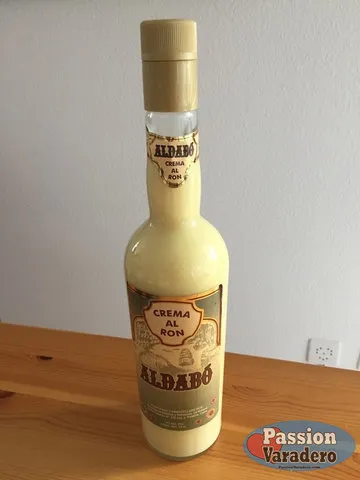 ALDABÓ
CREMA
AL
RON
CREMA
AL
RON
ALDABÓ
Passion
Varadero